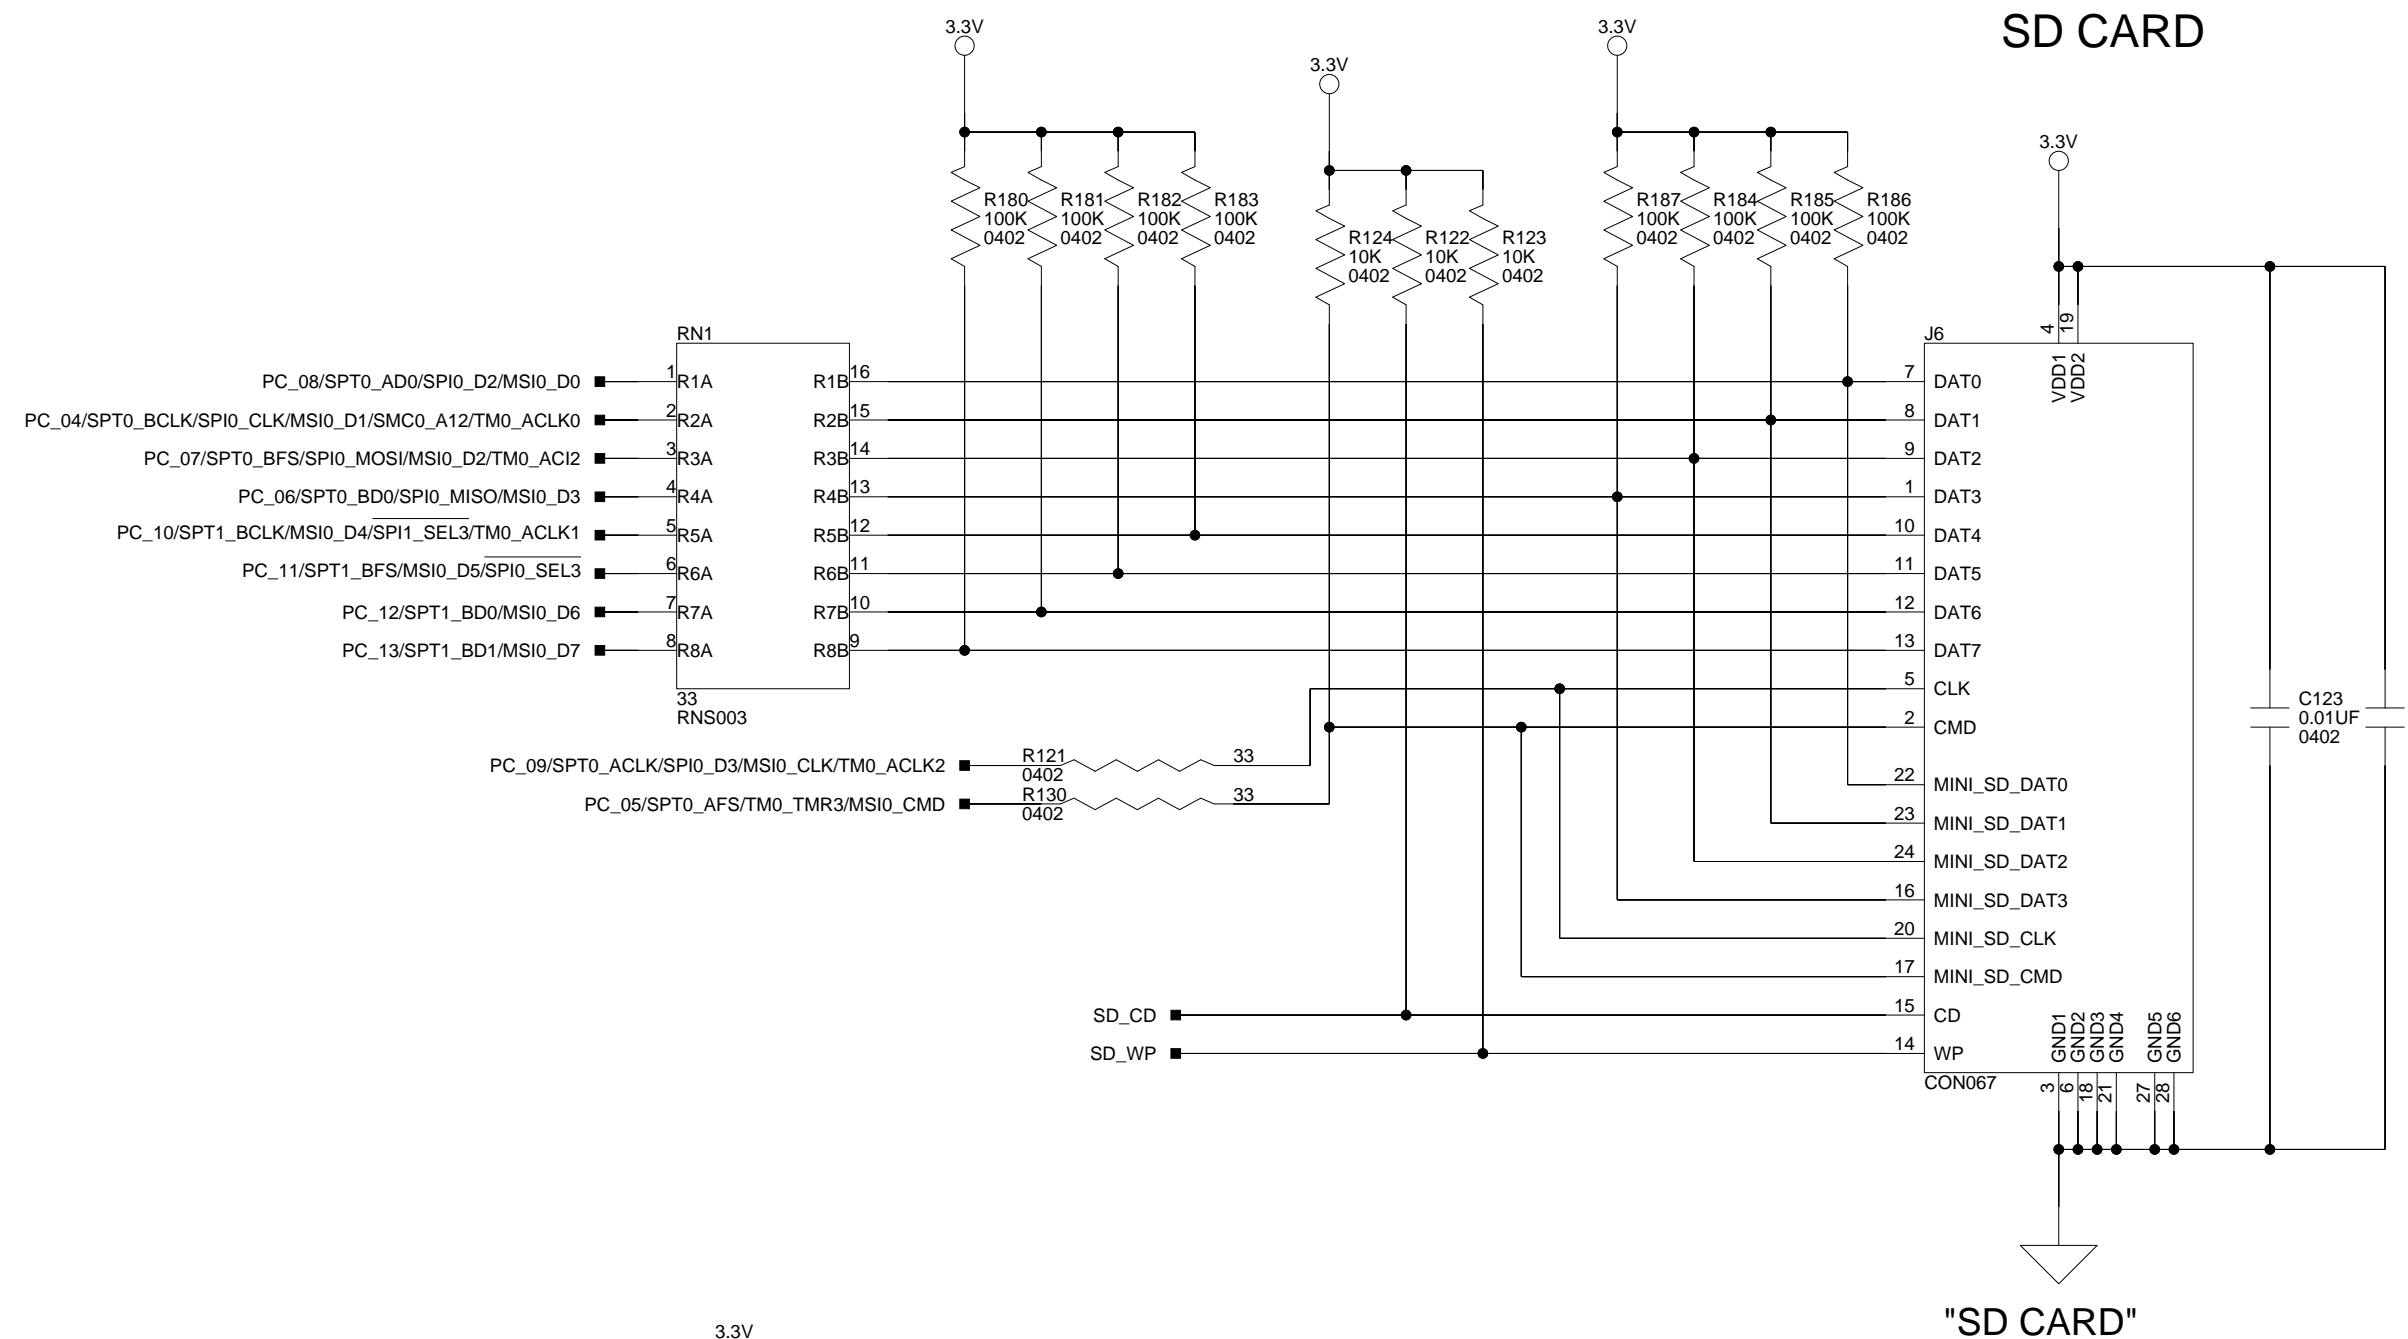 SD CARD
3.3V
3.3V
3.3V
3.3V
R180
100K
0402
R181
100K
0402
R182
100K
0402
R183
100K
0402
R124
10K
0402
R122
10K
0402
R123
10K
0402
R187
100K
0402
R184
100K
0402
R185
100K
0402
R186
100K
0402
RN1
PC_08/SPT0_AD0/SPI0_D2/MSI0_D0 1 R1A R1B 16
PC_04/SPT0_BCLK/SPI0_CLK/MSI0_D1/SMC0_A12/TM0_ACLK0 2 R2A R2B 15
PC_07/SPT0_BFS/SPI0_MOSI/MSI0_D2/TM0_ACI2 3 R3A R3B 14
PC_06/SPT0_BD0/SPI0_MISO/MSI0_D3 4 R4A R4B 13
PC_10/SPT1_BCLK/MSI0_D4/SPI1_SEL3/TM0_ACLK1 5 R5A R5B 12
PC_11/SPT1_BFS/MSI0_D5/SPI0_SEL3 6 R6A R6B 11
PC_12/SPT1_BD0/MSI0_D6 7 R7A R7B 10
PC_13/SPT1_BD1/MSI0_D7 8 R8A R8B 9
33
RNS003
PC_09/SPT0_ACLK/SPI0_D3/MSI0_CLK/TM0_ACLK2 R121 33
0402
PC_05/SPT0_AFS/TM0_TMR3/MSI0_CMD R130 33
0402
SD_CD
SD_WP
J6
4
19
VDD1
VDD2
7 DAT0
8 DAT1
9 DAT2
1 DAT3
10 DAT4
11 DAT5
12 DAT6
13 DAT7
5 CLK
2 CMD
22 MINI_SD_DAT0
23 MINI_SD_DAT1
24 MINI_SD_DAT2
16 MINI_SD_DAT3
20 MINI_SD_CLK
17 MINI_SD_CMD
15 CD
14 WP
GND1
GND2
GND3
GND4
GND5
GND6
CON067
3
6
18
21
27
28
C123
0.01UF
0402
"SD CARD"
3.3V